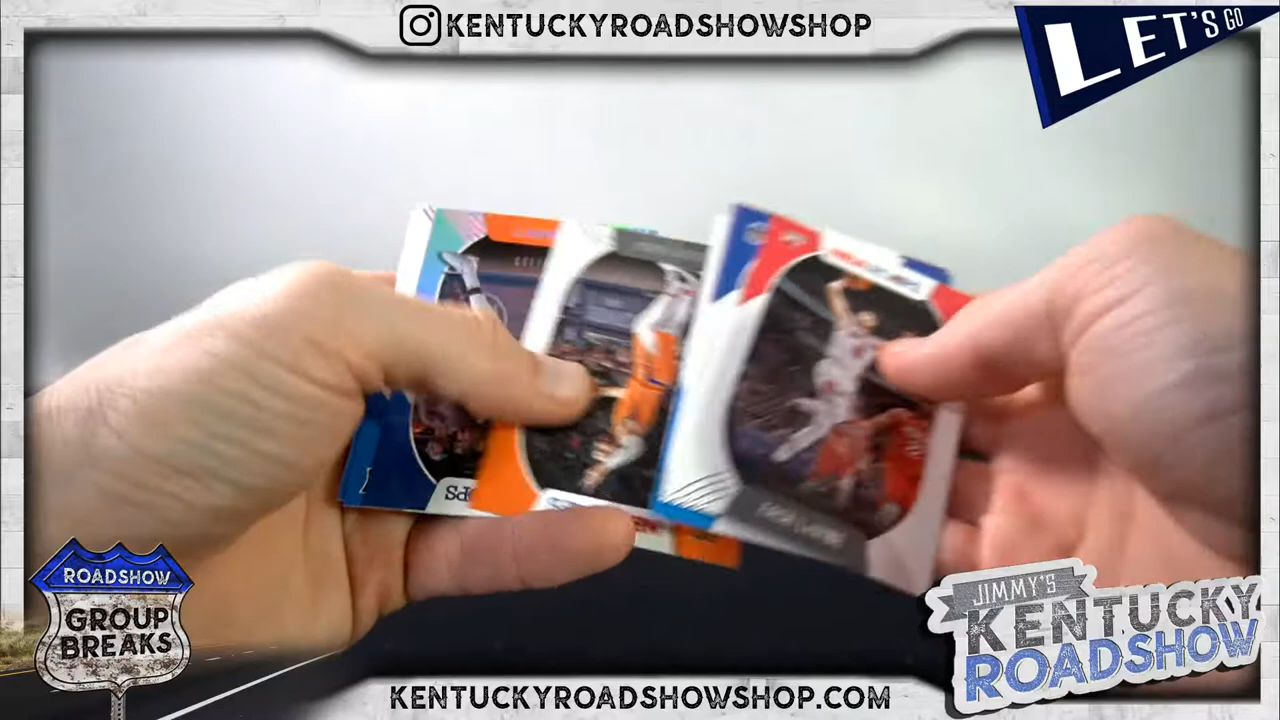 KENTUCKYROADSHOWSHOP
LET'S GO
ROADSHOW
GROUP
BREAKS
JIMMY'S
KENTUCKY
ROADSHOW
KENTUCKYROADSHOWSHOP.COM